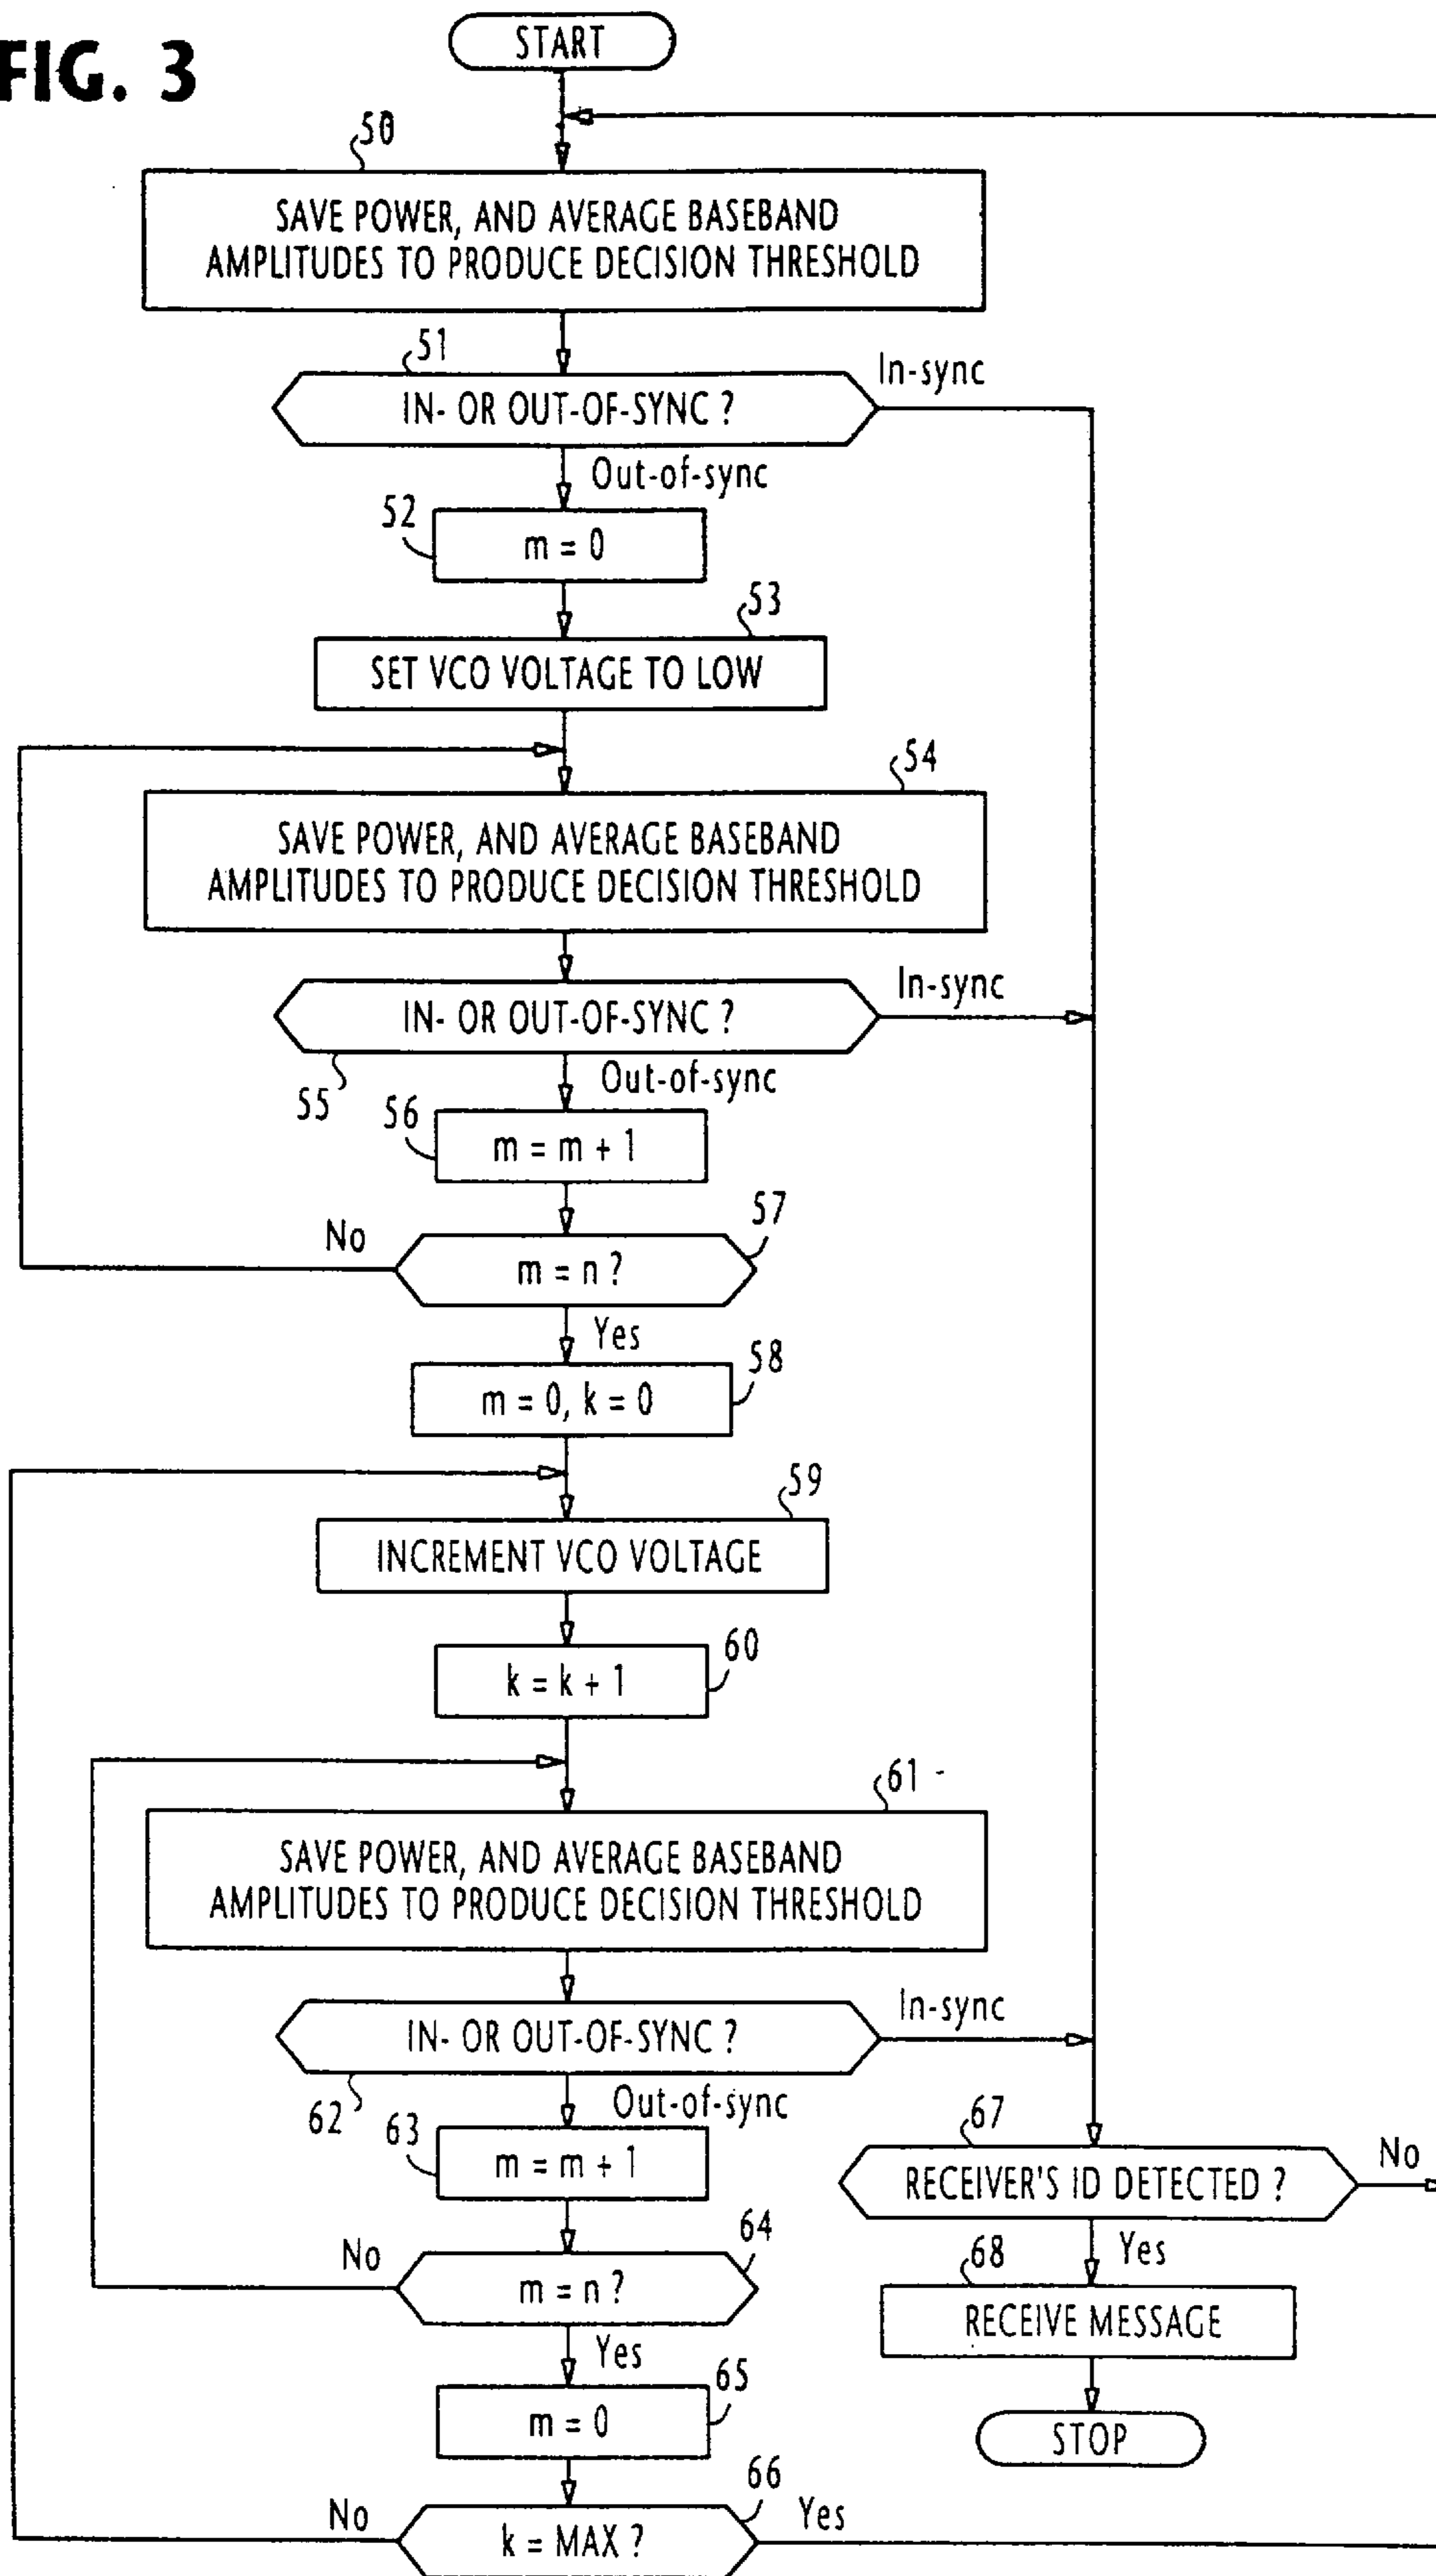 FIG. 3
START
50
SAVE POWER, AND AVERAGE BASEBAND
AMPLITUDES TO PRODUCE DECISION THRESHOLD
51
IN- OR OUT-OF-SYNC ?
In-sync
Out-of-sync
52
m = 0
53
SET VCO VOLTAGE TO LOW
54
SAVE POWER, AND AVERAGE BASEBAND
AMPLITUDES TO PRODUCE DECISION THRESHOLD
IN- OR OUT-OF-SYNC ?
In-sync
55
Out-of-sync
56
m = m + 1
57
No
m = n ?
Yes
58
m = 0, k = 0
59
INCREMENT VCO VOLTAGE
60
k = k + 1
61
SAVE POWER, AND AVERAGE BASEBAND
AMPLITUDES TO PRODUCE DECISION THRESHOLD
IN- OR OUT-OF-SYNC ?
In-sync
62
Out-of-sync
63
m = m + 1
64
No
m = n ?
Yes
65
m = 0
66
No
k = MAX ?
Yes
67
RECEIVER'S ID DETECTED ?
No
Yes
68
RECEIVE MESSAGE
STOP